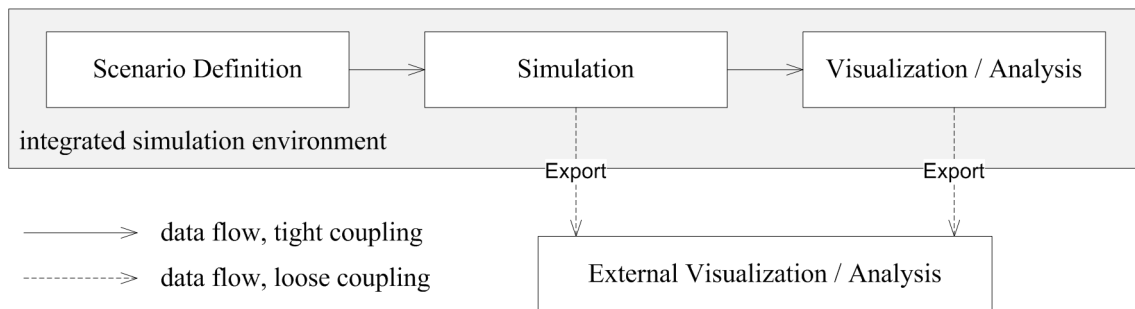 Scenario Definition
Simulation
Visualization / Analysis
integrated simulation environment
Export
Export
data flow, tight coupling
data flow, loose coupling
External Visualization / Analysis